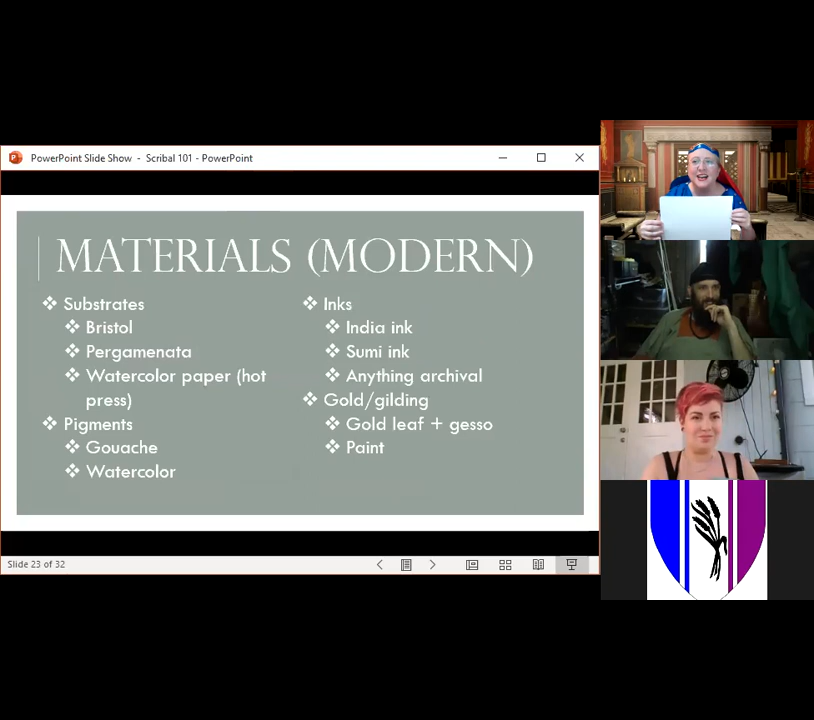 PowerPoint Slide Show - Scribal 101 - PowerPoint
MATERIALS (MODERN)
❖ Substrates
❖ Bristol
❖ Pergamenata
❖ Watercolor paper (hot
press)
❖ Pigments
❖ Gouache
❖ Watercolor
❖ Inks
❖ India ink
❖ Sumi ink
❖ Anything archival
❖ Gold/gilding
❖ Gold leaf + gesso
❖ Paint
Slide 23 of 32